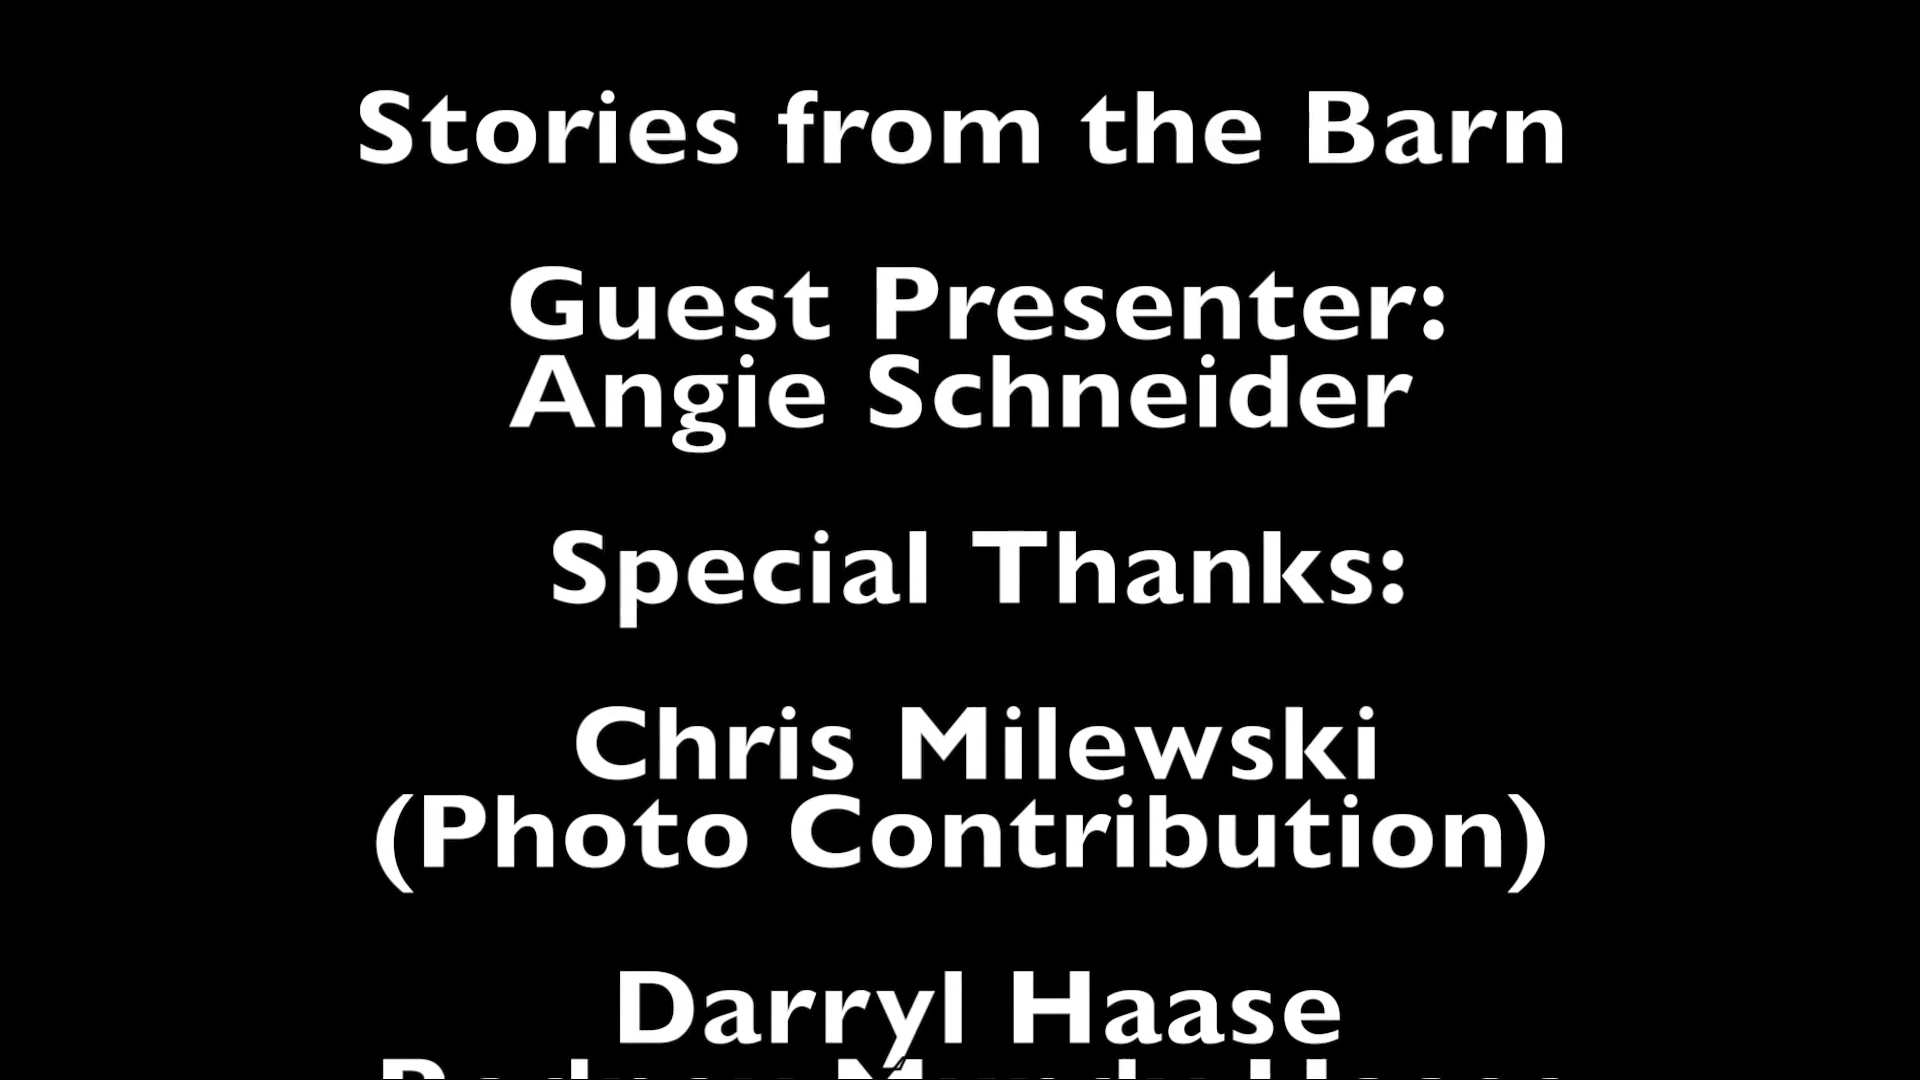 Stories from the Barn
Guest Presenter:
Angie Schneider
Special Thanks:
Chris Milewski
(Photo Contribution)
Darryl Haase